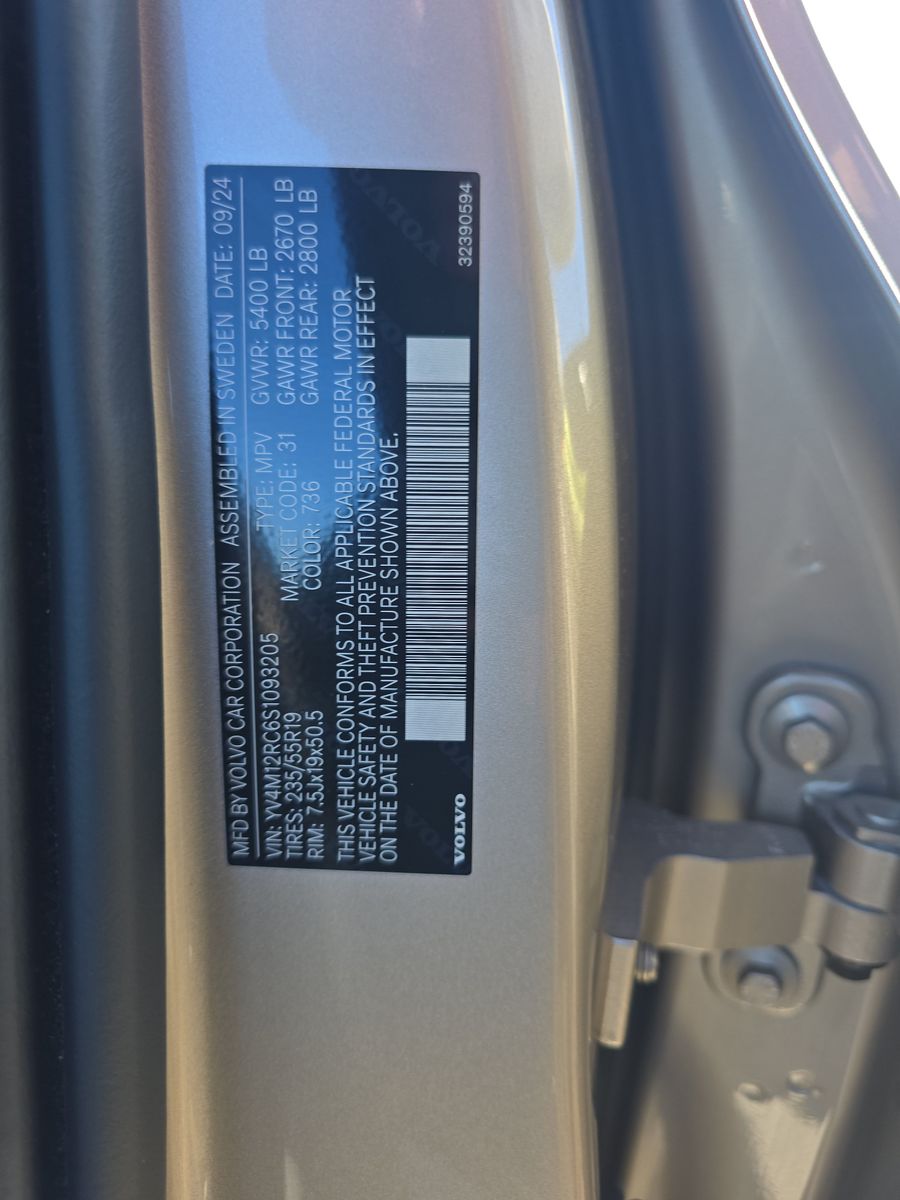 MFD BY VOLVO CAR CORPORATION ASSEMBLED IN SWEDEN DATE: 09/24
VIN: YV4M12RC6S1093205 TYPE: MPV GVWR: 5400 LB
TIRES: 235/55R19 MARKET CODE: 31 GAWR FRONT: 2670 LB
RIM: 7.5Jx19x50.5 COLOR: 736 GAWR REAR: 2800 LB
THIS VEHICLE CONFORMS TO ALL APPLICABLE FEDERAL MOTOR
VEHICLE SAFETY AND THEFT PREVENTION STANDARDS IN EFFECT
ON THE DATE OF MANUFACTURE SHOWN ABOVE.
VOLVO 32390594